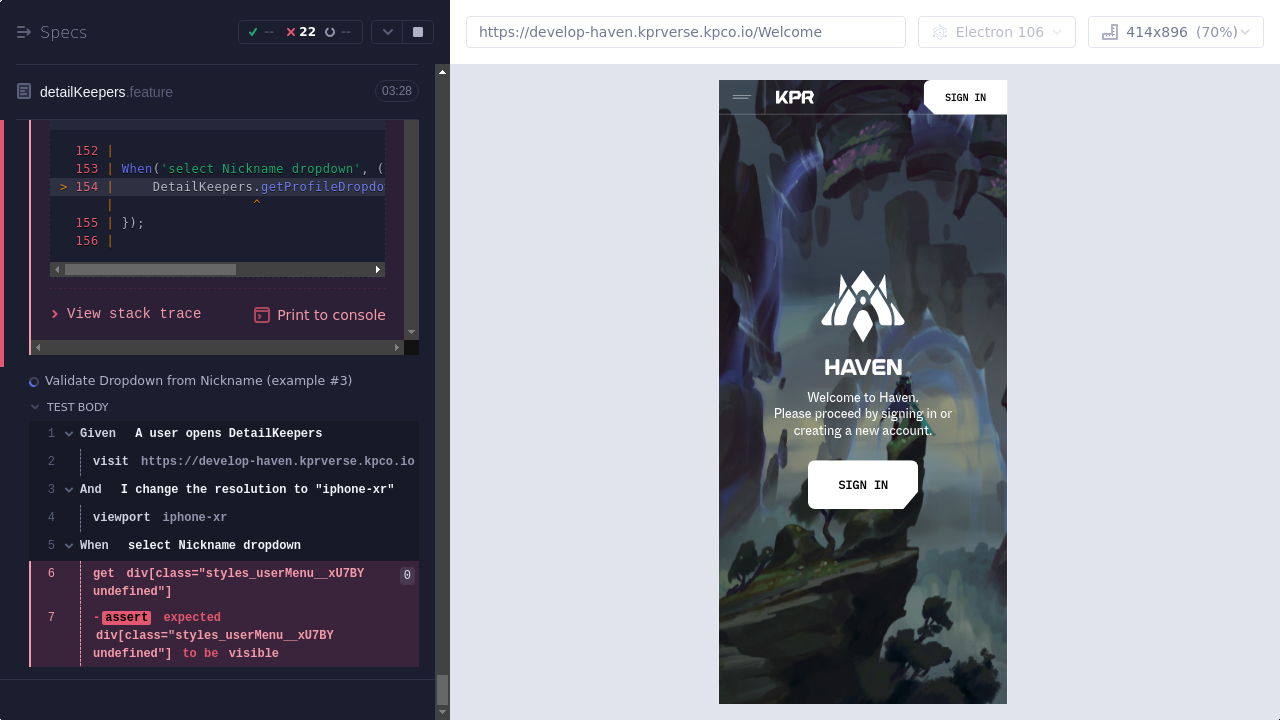 Specs
-- 22 --
detailKeepers.feature
03:28
152 |
153 | When('select Nickname dropdown', (
> 154 |     DetailKeepers.getProfileDropdo
|                  ^
155 | });
156 |
View stack trace
Print to console
Validate Dropdown from Nickname (example #3)
TEST BODY
1 Given A user opens DetailKeepers
2 visit https://develop-haven.kprverse.kpco.io
3 And I change the resolution to "iphone-xr"
4 viewport iphone-xr
5 When select Nickname dropdown
6 get div[class="styles_userMenu__xU7BY 0
undefined"]
7 -assert expected
div[class="styles_userMenu__xU7BY
undefined"] to be visible
https://develop-haven.kprverse.kpco.io/Welcome
Electron 106
414x896 (70%)
KPR
SIGN IN
HAVEN
Welcome to Haven.
Please proceed by signing in or
creating a new account.
SIGN IN